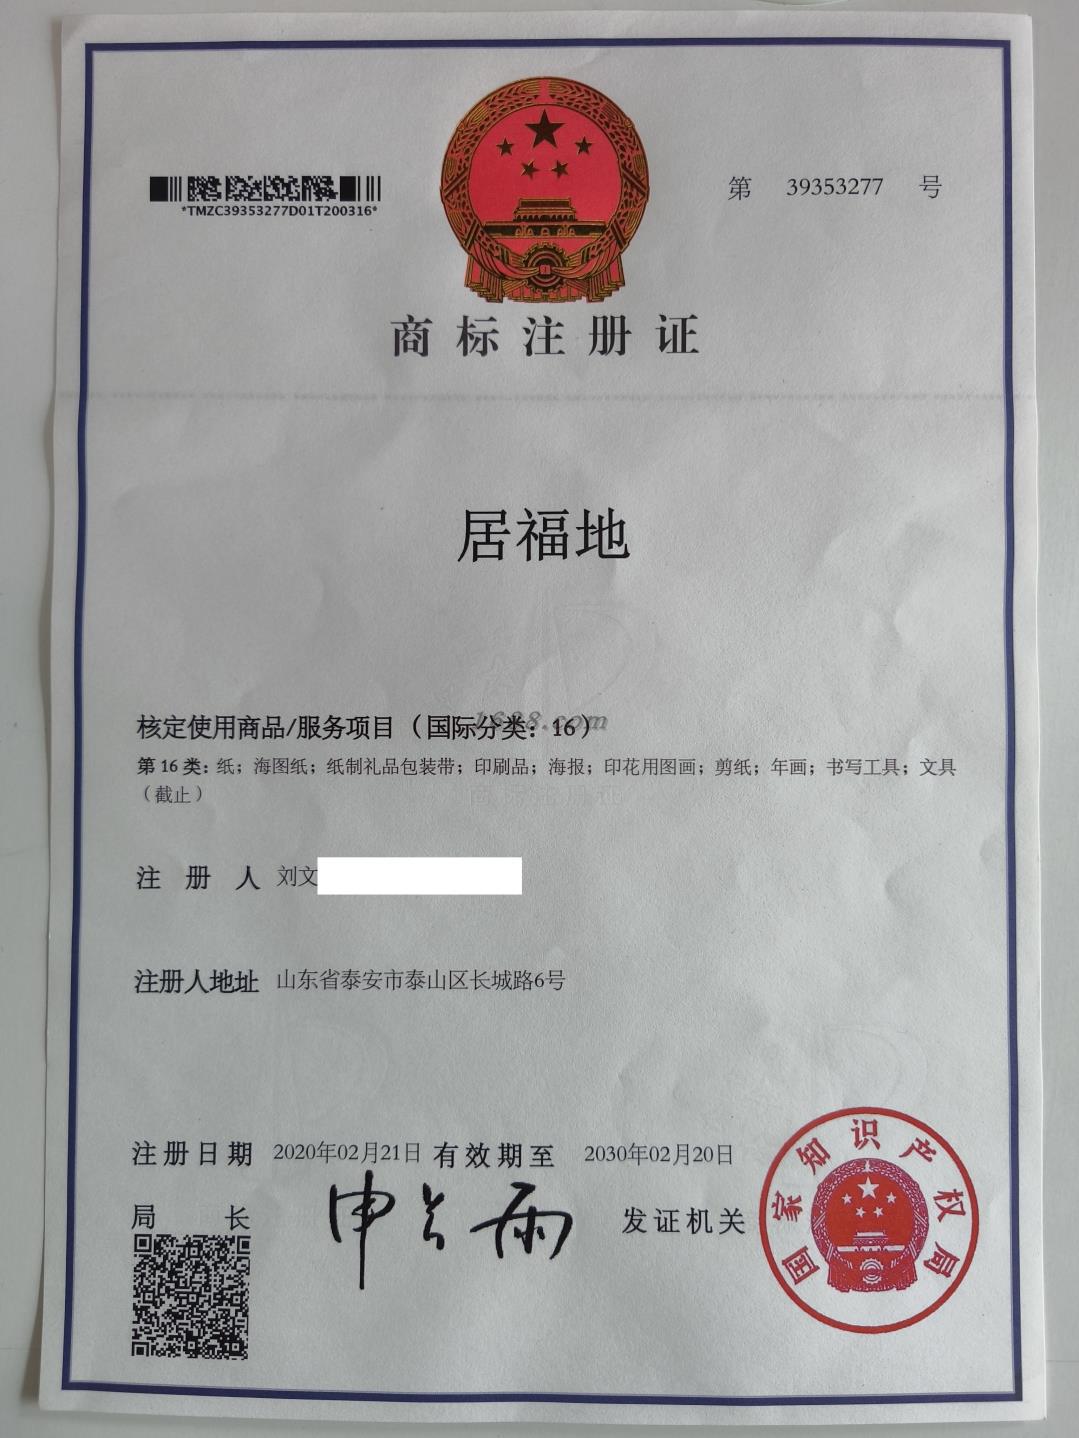 *TMZC39353277D01T200316*
第 39353277 号
商标注册证
居福地
1688.com
核定使用商品/服务项目（国际分类：16）
第 16 类：纸；海图纸；纸制礼品包装带；印刷品；海报；印花用图画；剪纸；年画；书写工具；文具
（截止）
注册人 刘文
注册人地址 山东省泰安市泰山区长城路6号
注册日期 2020年02月21日 有效期至 2030年02月20日
局长 申长雨 发证机关
国家知识产权局